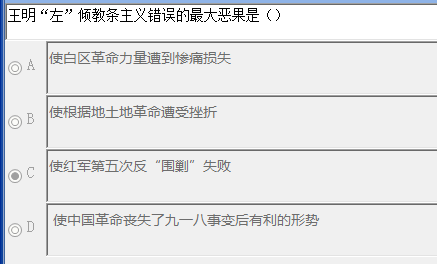 王明“左”倾教条主义错误的最大恶果是（）
A 使白区革命力量遭到惨痛损失
B 使根据地土地革命遭受挫折
C 使红军第五次反“围剿”失败
D 使中国革命丧失了九一八事变后有利的形势